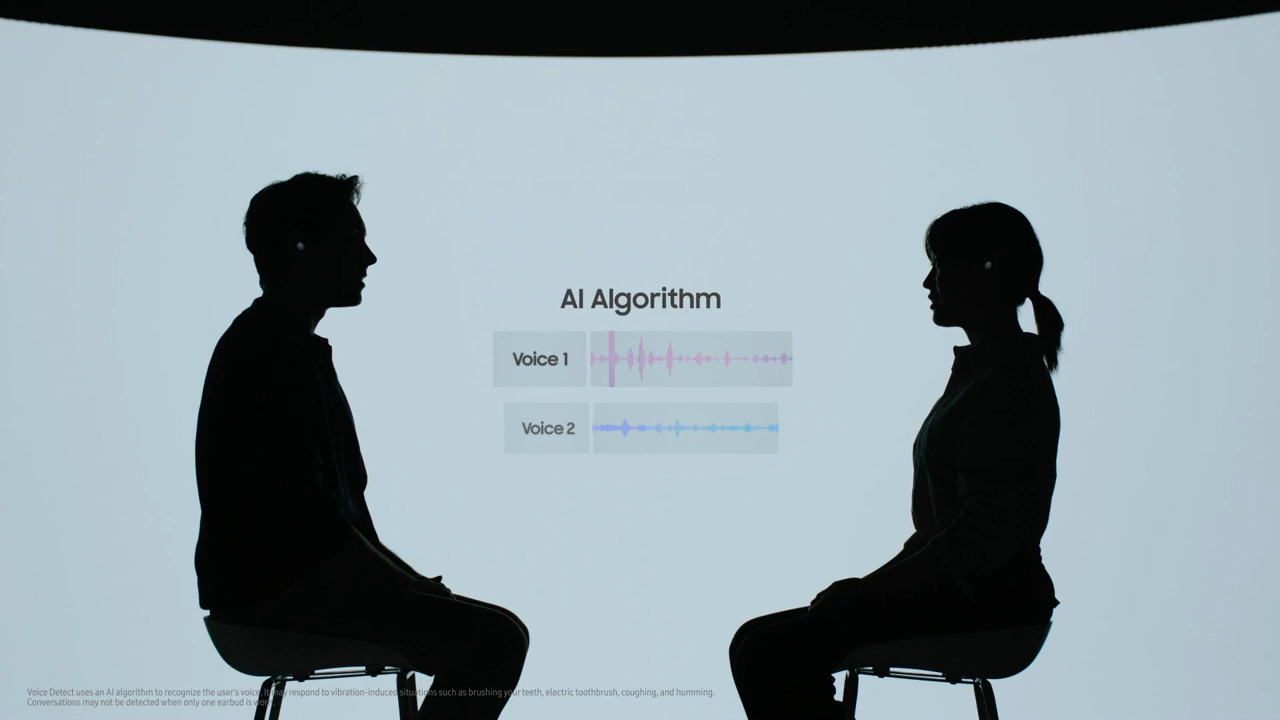 AI Algorithm
Voice 1
Voice 2
Voice Detect uses an AI algorithm to recognize the user's voice. It may respond to vibration-induced situations such as brushing your teeth, electric toothbrush, coughing, and humming.
Conversations may not be detected when only one earbud is worn.